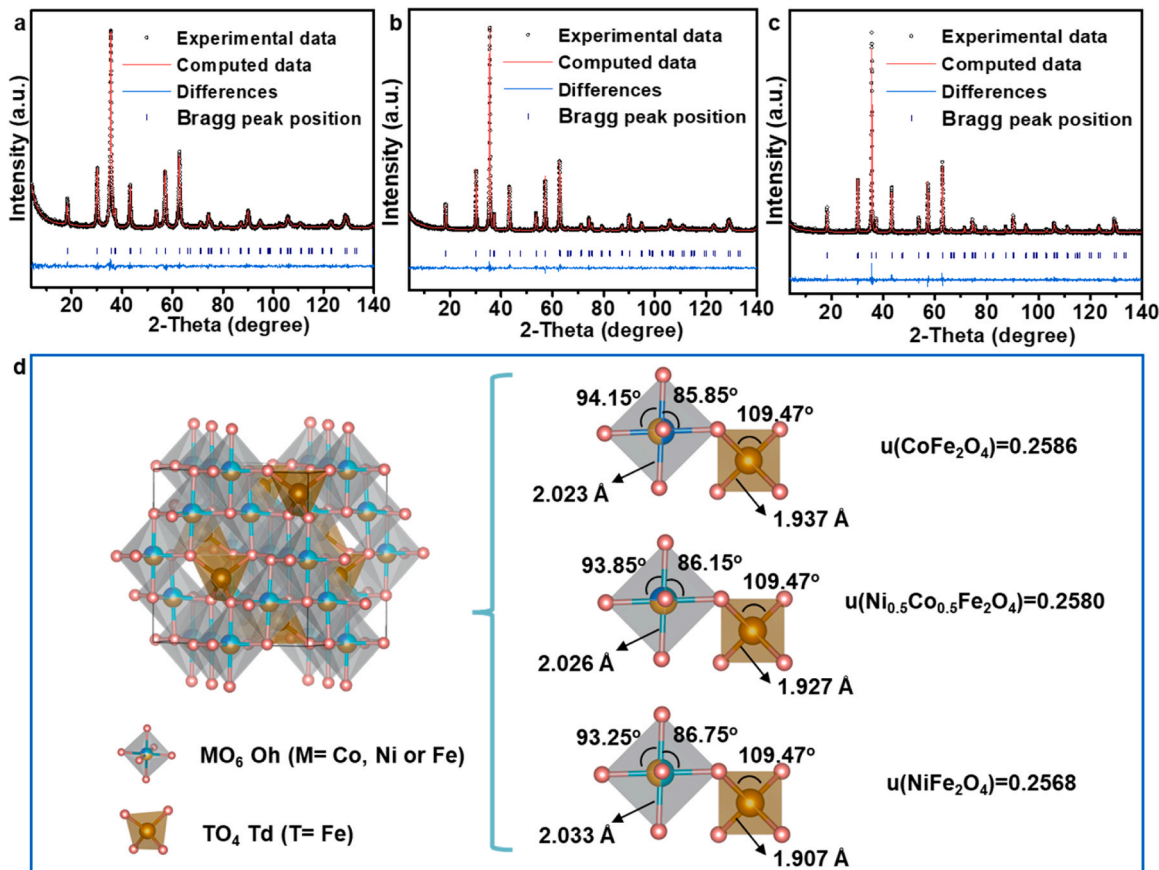 a
Experimental data
Computed data
Differences
Bragg peak position
Intensity (a.u.)
20 40 60 80 100 120 140
2-Theta (degree)
b
Experimental data
Computed data
Differences
Bragg peak position
Intensity (a.u.)
20 40 60 80 100 120 140
2-Theta (degree)
c
Experimental data
Computed data
Differences
Bragg peak position
Intensity (a.u.)
20 40 60 80 100 120 140
2-Theta (degree)
d
MO₆ Oh (M= Co, Ni or Fe)
TO₄ Td (T= Fe)
94.15° 85.85° 109.47°
2.023 Å 1.937 Å
u(CoFe₂O₄)=0.2586
93.85° 86.15° 109.47°
2.026 Å 1.927 Å
u(Ni₀.₅Co₀.₅Fe₂O₄)=0.2580
93.25° 86.75° 109.47°
2.033 Å 1.907 Å
u(NiFe₂O₄)=0.2568